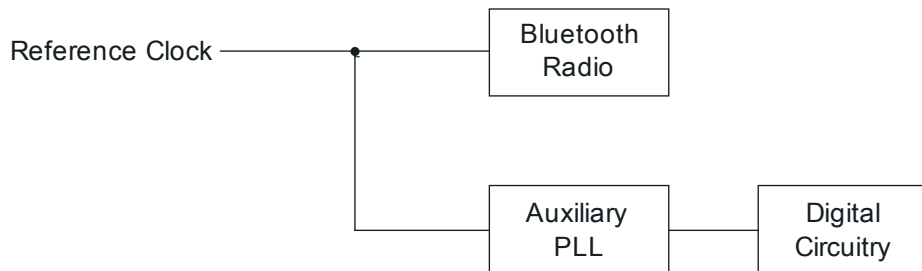 Reference Clock
Bluetooth
Radio
Auxiliary
PLL
Digital
Circuitry